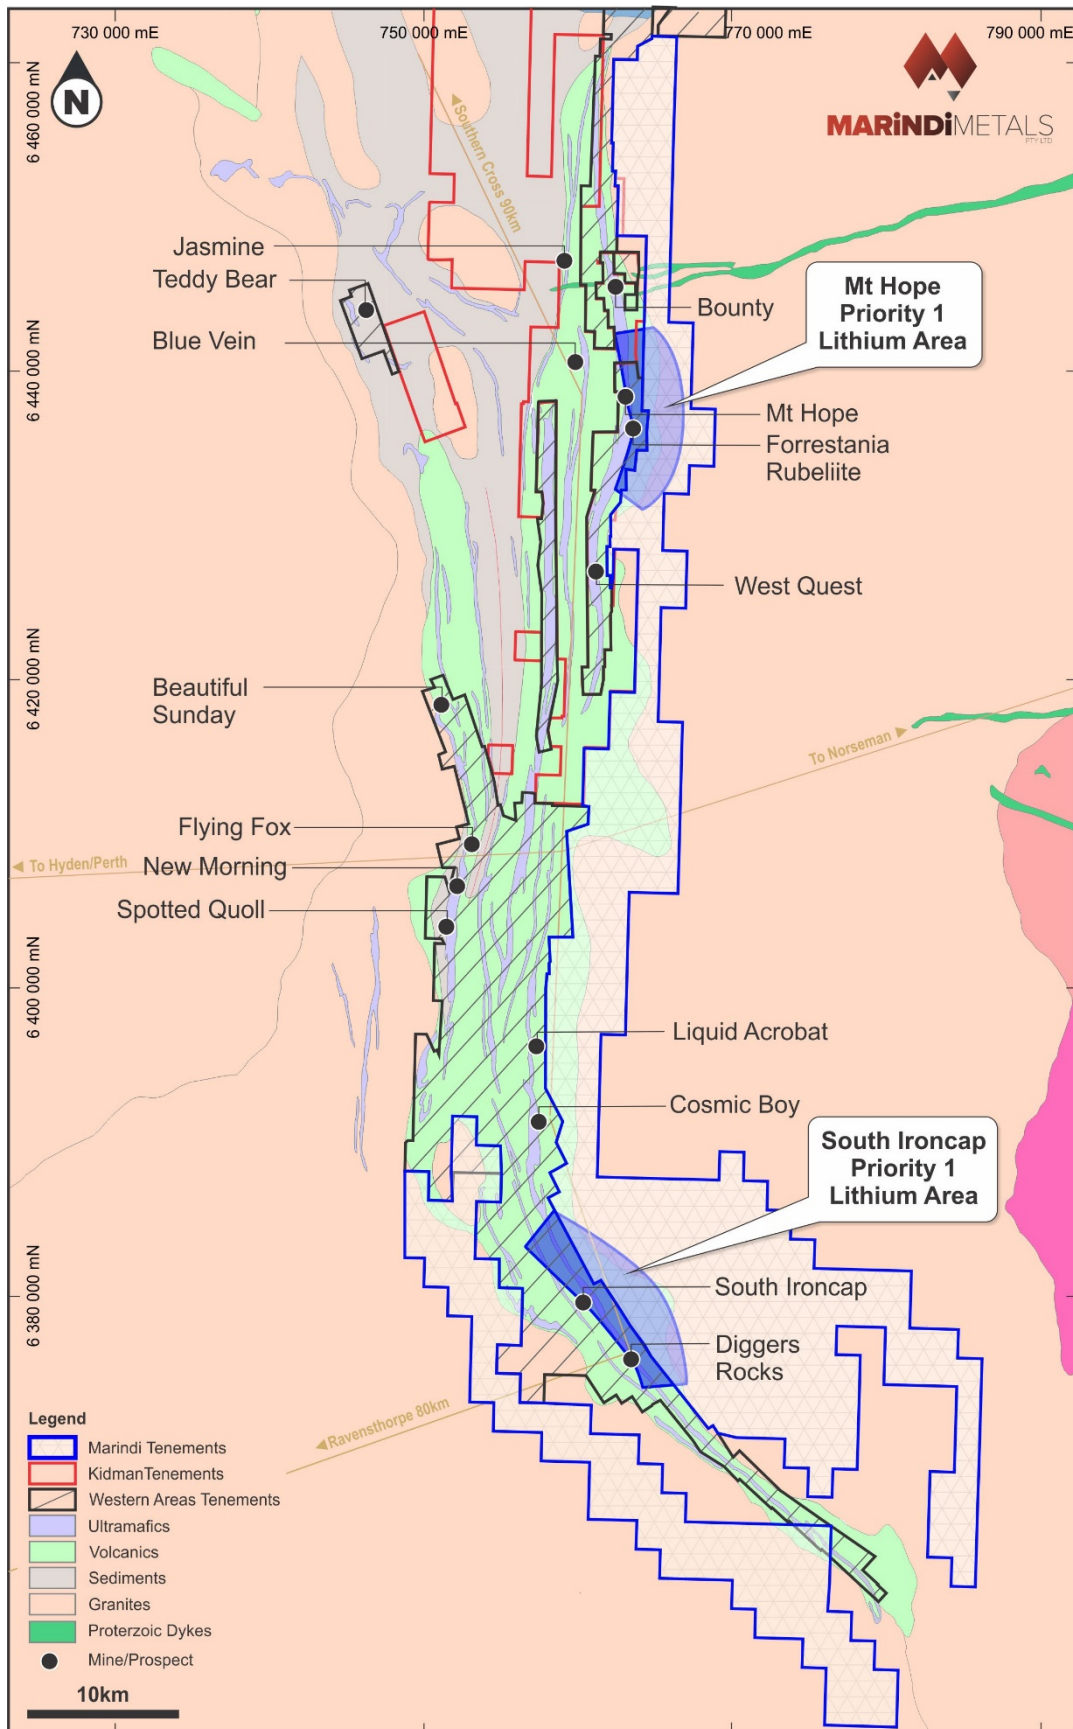 730 000 mE
750 000 mE
770 000 mE
790 000 mE
6 460 000 mN
6 440 000 mN
6 420 000 mN
6 400 000 mN
6 380 000 mN
N
MARiNDiMETALS
PTY LTD
Southern Cross 90km
Jasmine
Teddy Bear
Blue Vein
Bounty
Mt Hope
Priority 1
Lithium Area
Mt Hope
Forrestania
Rubeliite
West Quest
Beautiful
Sunday
To Norseman
Flying Fox
To Hyden/Perth
New Morning
Spotted Quoll
Liquid Acrobat
Cosmic Boy
South Ironcap
Priority 1
Lithium Area
South Ironcap
Diggers
Rocks
Ravensthorpe 80km
Legend
Marindi Tenements
KidmanTenements
Western Areas Tenements
Ultramafics
Volcanics
Sediments
Granites
Proterzoic Dykes
Mine/Prospect
10km